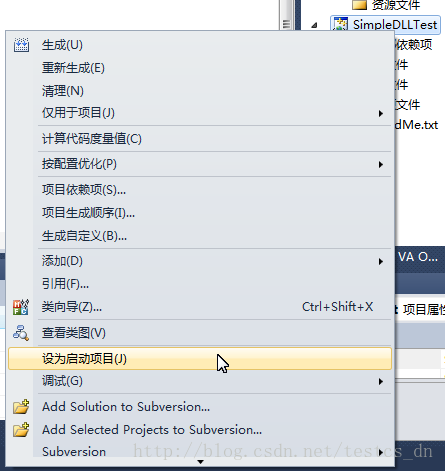 资源文件
SimpleDLLTest
生成(U)
依赖项
重新生成(E)
件
清理(N)
件
仅用于项目(J)
文件
dMe.txt
计算代码度量值(C)
按配置优化(P)
项目依赖项(S)...
项目生成顺序(I)...
生成自定义(B)...
添加(D)
VA O...
引用(F)...
类向导(Z)...
Ctrl+Shift+X
项目属性
查看类图(V)
设为启动项目(J)
调试(G)
Add Solution to Subversion...
Add Selected Projects to Subversion...
Subversion
http://blog.csdn.net/testcs_dn